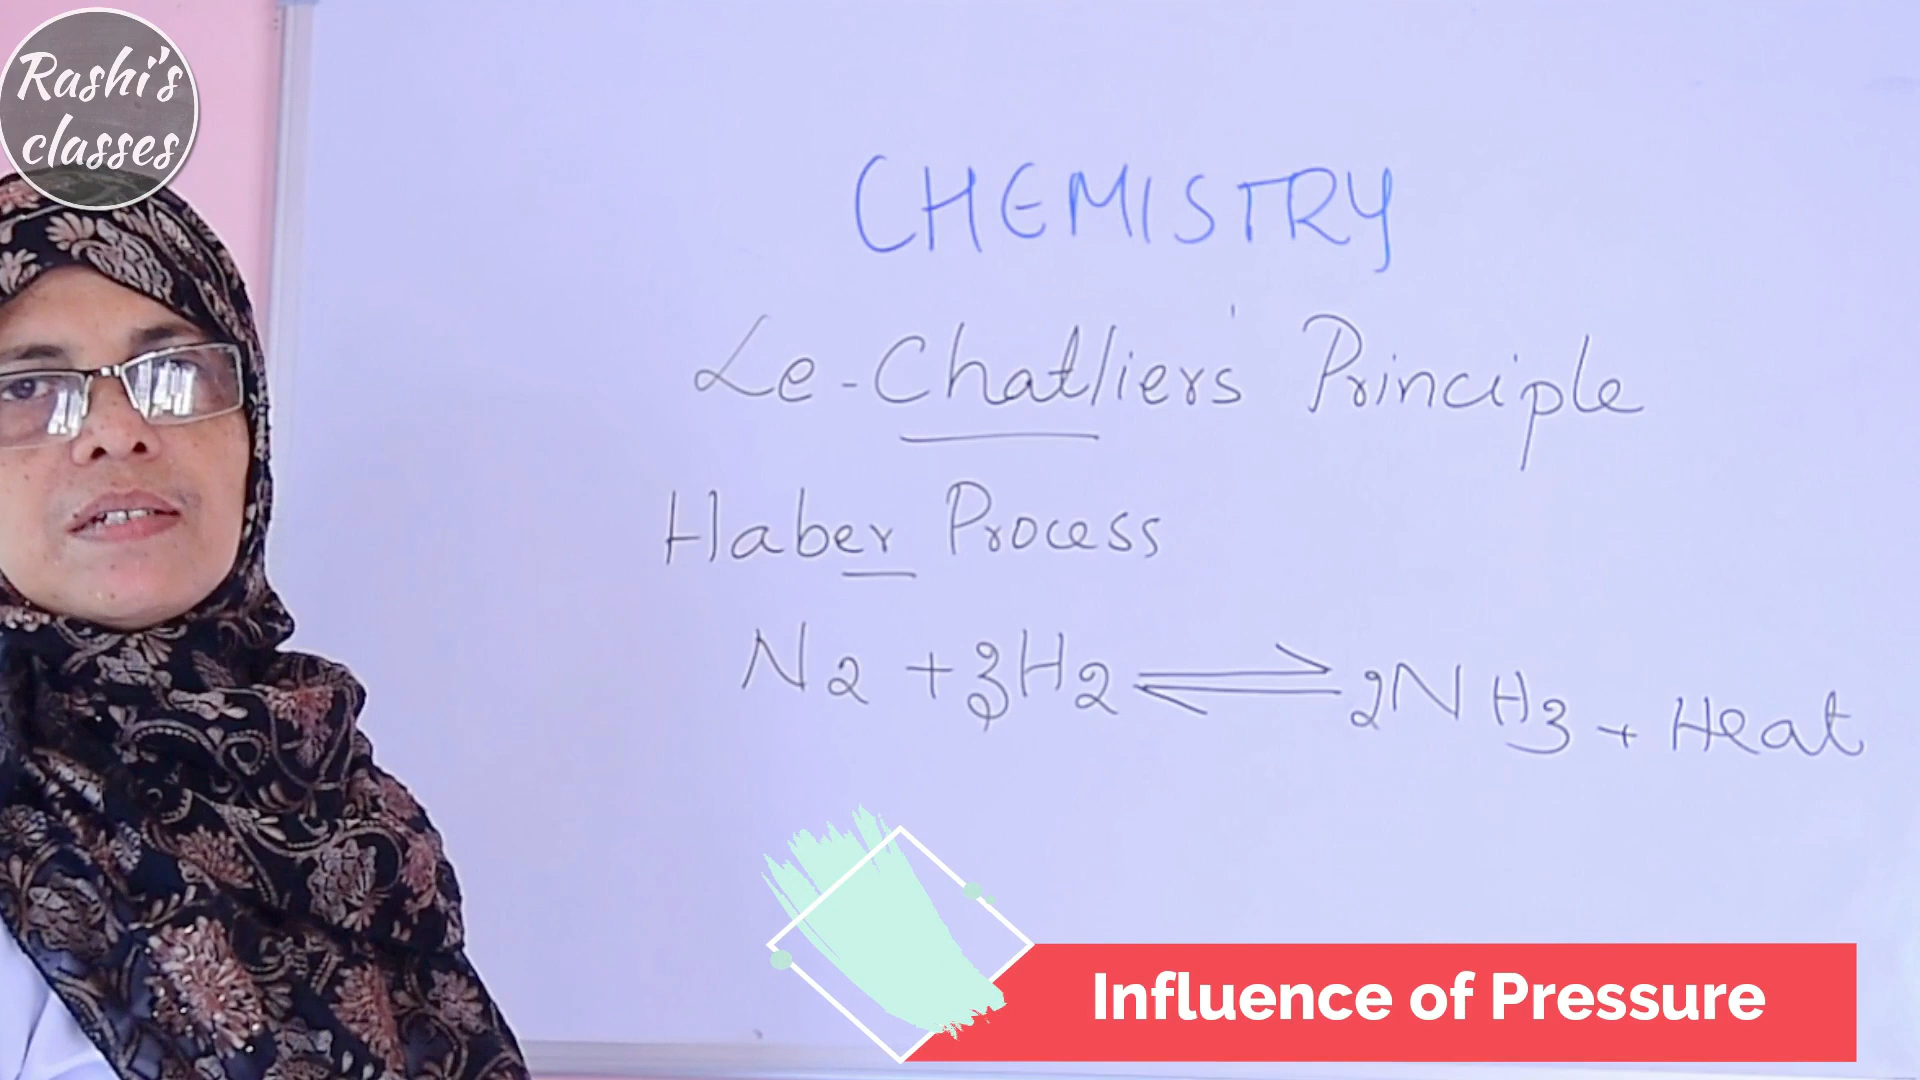 Rashi's
classes
CHEMISTRY
Le-Chatliers' Principle
Haber Process
N2 + 3H2 ⇌ 2NH3 + Heat
Influence of Pressure